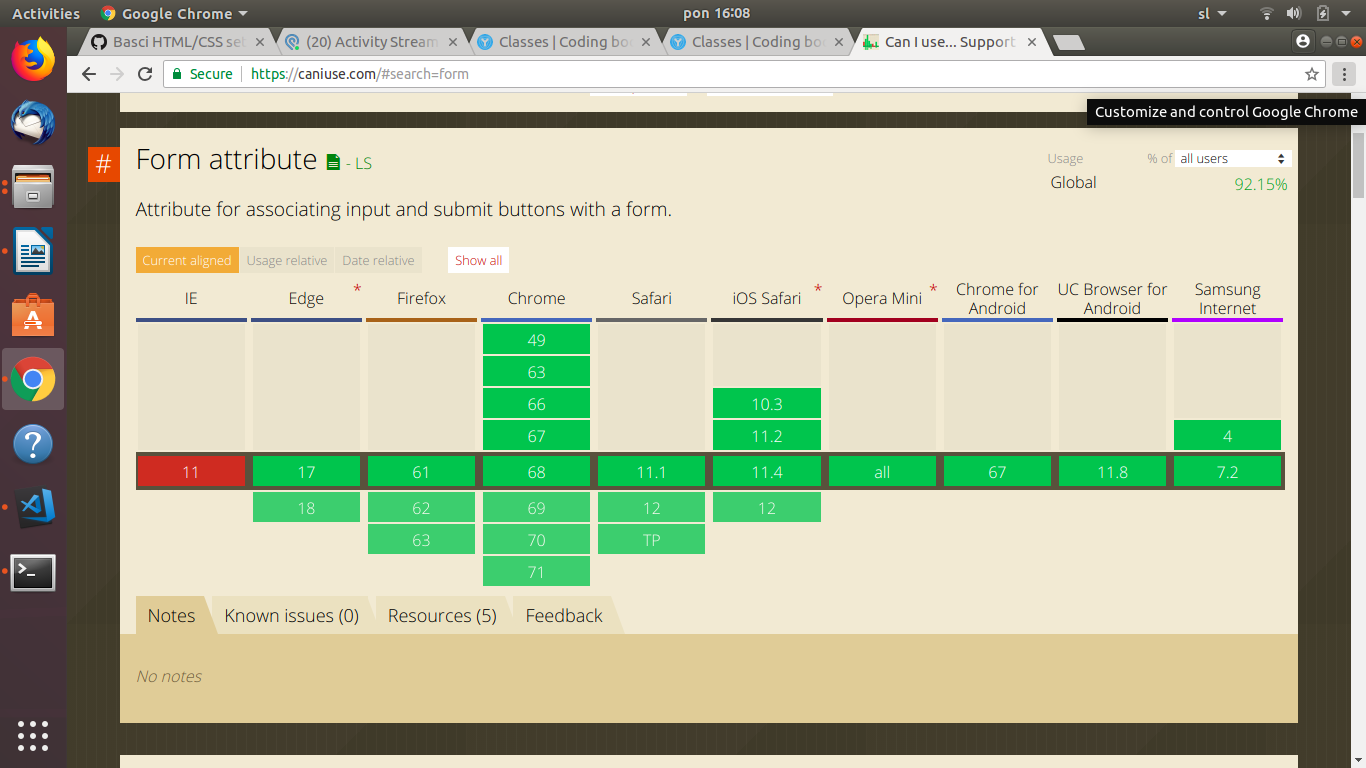 Activities Google Chrome pon 16:08 sl
Basci HTML/CSS set (20) Activity Stream Classes | Coding boo Classes | Coding boo Can I use... Support
Secure https://caniuse.com/#search=form
Customize and control Google Chrome
# Form attribute - LS
Usage % of all users
Global 92.15%
Attribute for associating input and submit buttons with a form.
Current aligned Usage relative Date relative Show all
IE Edge * Firefox Chrome Safari iOS Safari * Opera Mini * Chrome for Android UC Browser for Android Samsung Internet
49
63
66 10.3
67 11.2 4
11 17 61 68 11.1 11.4 all 67 11.8 7.2
18 62 69 12 12
63 70 TP
71
Notes Known issues (0) Resources (5) Feedback
No notes